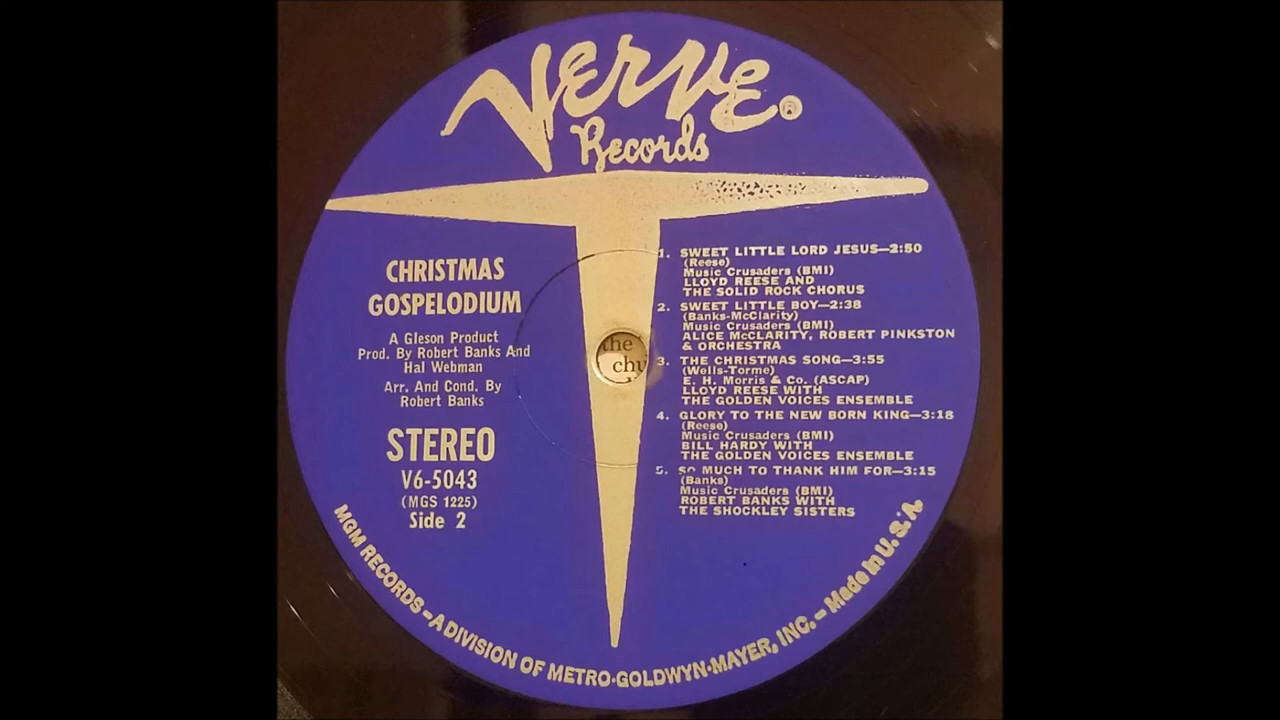 VERVE ®
Records
CHRISTMAS
GOSPELODIUM
A Gleson Product
Prod. By Robert Banks And
Hal Webman
Arr. And Cond. By
Robert Banks
STEREO
V6-5043
(MGS 1225)
Side 2
1. SWEET LITTLE LORD JESUS—2:50
(Reese)
Music Crusaders (BMI)
LLOYD REESE AND
THE SOLID ROCK CHORUS
2. SWEET LITTLE BOY—2:38
(Banks-McClarity)
Music Crusaders (BMI)
ALICE McCLARITY, ROBERT PINKSTON
& ORCHESTRA
3. THE CHRISTMAS SONG—3:55
(Wells-Torme)
E. H. Morris & Co. (ASCAP)
LLOYD REESE WITH
THE GOLDEN VOICES ENSEMBLE
4. GLORY TO THE NEW BORN KING—3:18
(Reese)
Music Crusaders (BMI)
BILL HARDY WITH
THE GOLDEN VOICES ENSEMBLE
5. SO MUCH TO THANK HIM FOR—3:15
(Banks)
Music Crusaders (BMI)
ROBERT BANKS WITH
THE SHOCKLEY SISTERS
the
chu
MGM RECORDS – A DIVISION OF METRO-GOLDWYN-MAYER, INC. – Made in U.S.A.